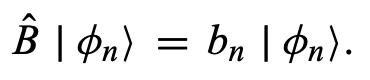 B̂ | ϕₙ⟩ = bₙ | ϕₙ⟩.